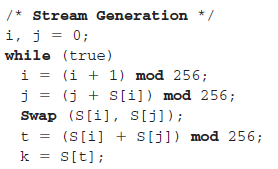 /* Stream Generation */
i, j = 0;
while (true)
i = (i + 1) mod 256;
j = (j + S[i]) mod 256;
Swap (S[i], S[j]);
t = (S[i] + S[j]) mod 256;
k = S[t];